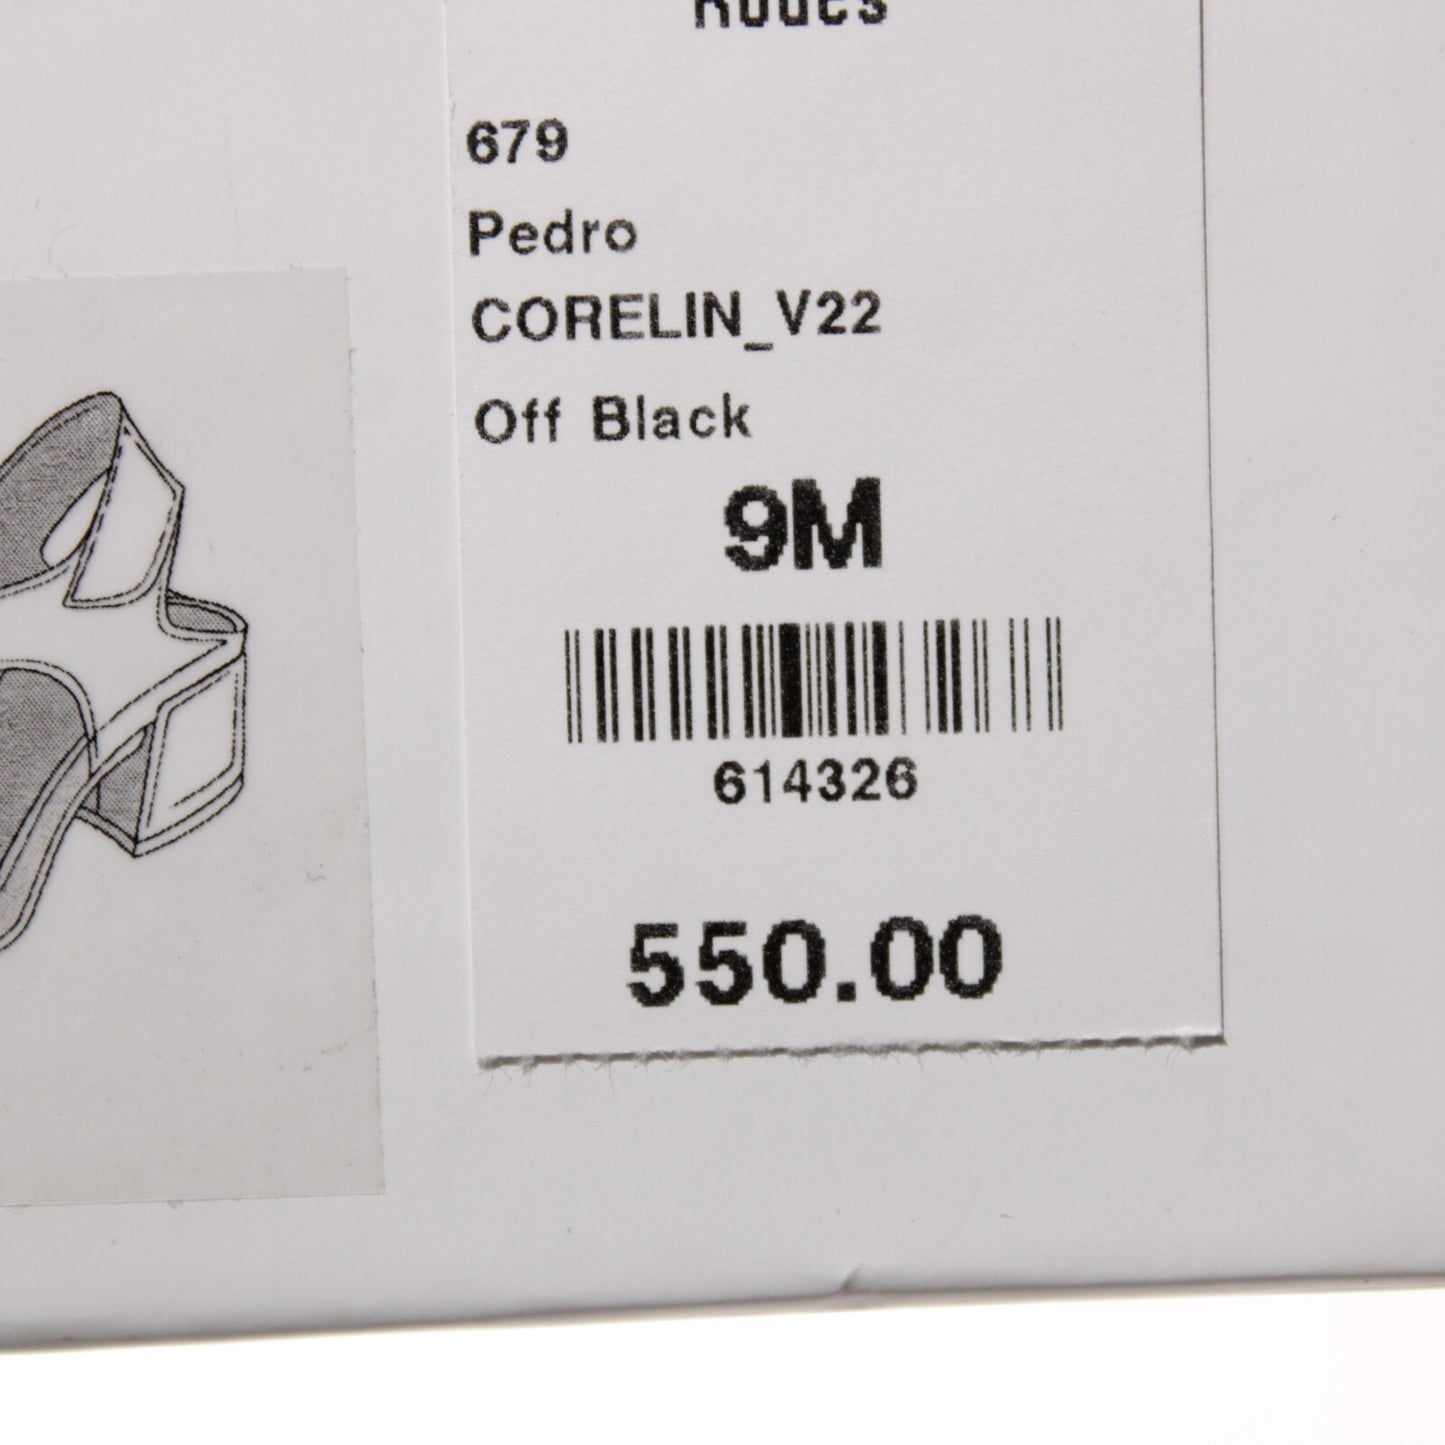 679
Pedro
CORELIN_V22
Off Black
9M
614326
550.00